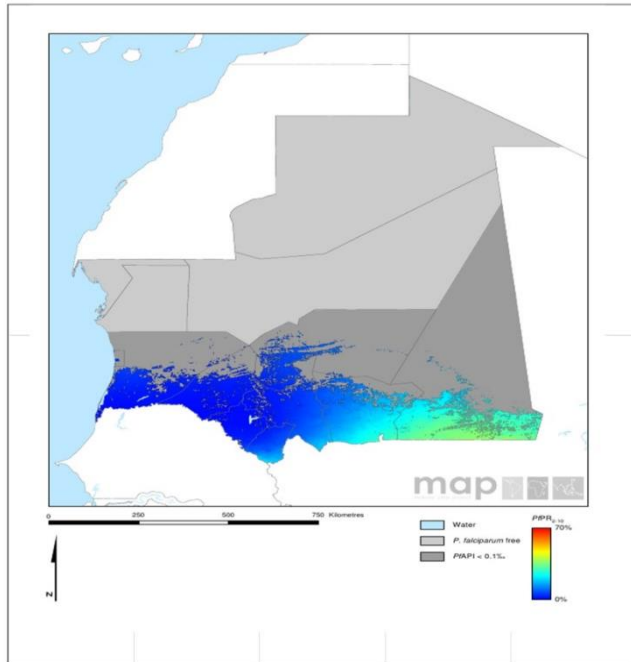 map
0 250 500 750 Kilometres
N
Water
P. falciparum free
PfAPI < 0.1‰
PfPR2-10
70%
0%